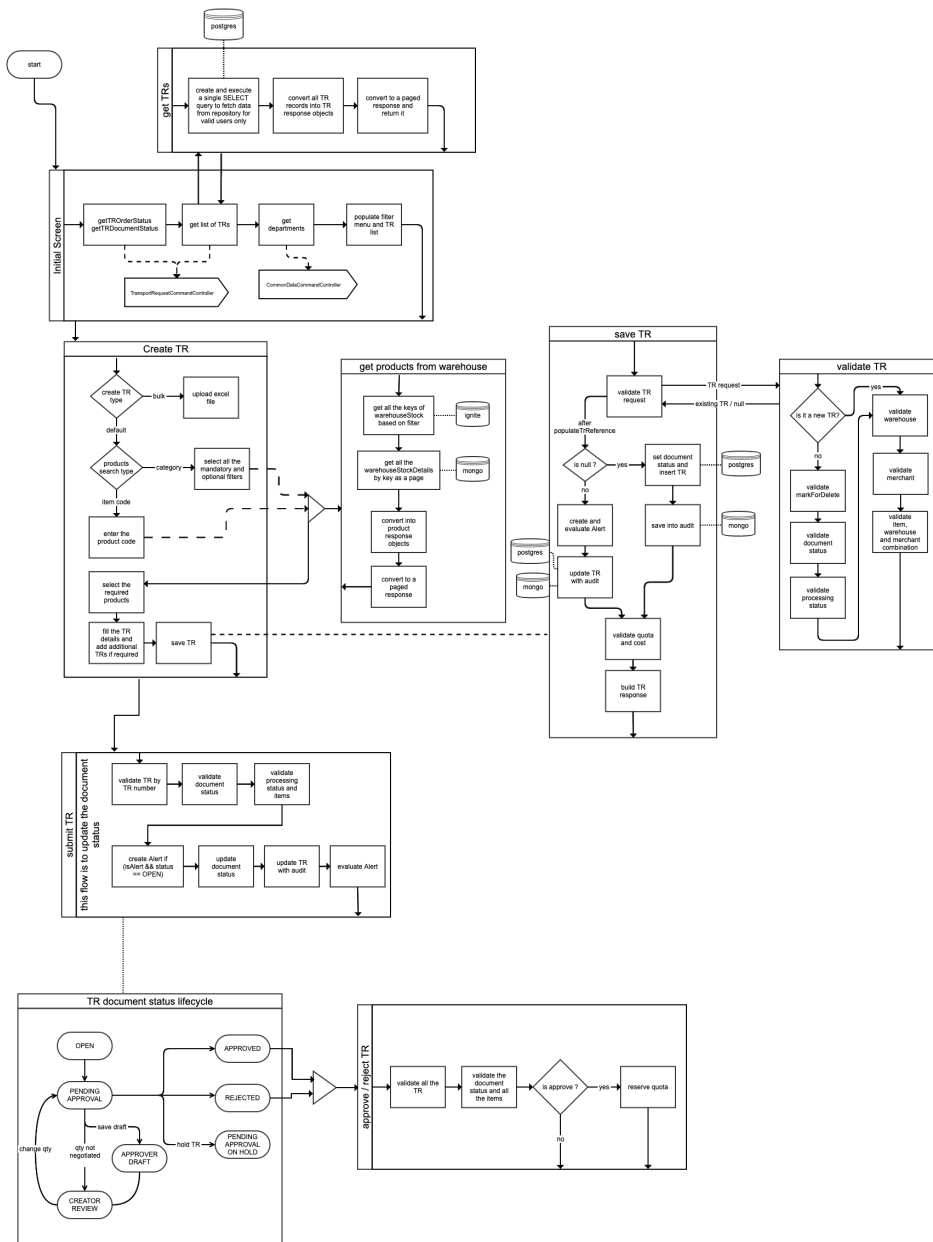 postgres
start
get TRs
create and execute
a single SELECT
query to fetch data
from repository for
valid users only
convert all TR
records into TR
response objects
convert to a paged
response and
return it
Initial Screen
getTROrderStatus
getTRDocumentStatus
get list of TRs
get
departments
populate filter
menu and TR
list
TransportRequestCommandController
CommonDataCommandController
Create TR
create TR
type
bulk
upload excel
file
default
products
search type
category
select all the
mandatory and
optional filters
item code
enter the
product code
select the
required
products
fill the TR
details and
add additional
TRs if required
save TR
get products from warehouse
get all the keys of
warehouseStock
based on filter
ignite
get all the
warehouseStockDetails
by key as a page
mongo
convert into
product
response
objects
convert to a
paged
response
save TR
validate TR
request
TR request
existing TR / null
after
populateTrReference
is null ?
yes
set document
status and
insert TR
postgres
no
create and
evaluate Alert
save into audit
mongo
postgres
mongo
update TR
with audit
validate quota
and cost
build TR
response
validate TR
is it a new TR?
yes
validate
warehouse
no
validate
merchant
validate
markForDelete
validate
item,
warehouse
and merchant
combination
validate
document
status
validate
processing
status
submit TR
this flow is to update the document
status
validate TR by
TR number
validate
document
status
validate
processing
status and
items
create Alert if
(isAlert && status
== OPEN)
update
document
status
update TR
with audit
evaluate Alert
TR document status lifecycle
OPEN
APPROVED
PENDING
APPROVAL
REJECTED
save draft
change qty
qty not
negotiated
hold TR
PENDING
APPROVAL
ON HOLD
APPROVER
DRAFT
CREATOR
REVIEW
approve / reject TR
validate all the
TR
validate the
document
status and all
the items
is approve ?
yes
reserve quota
no